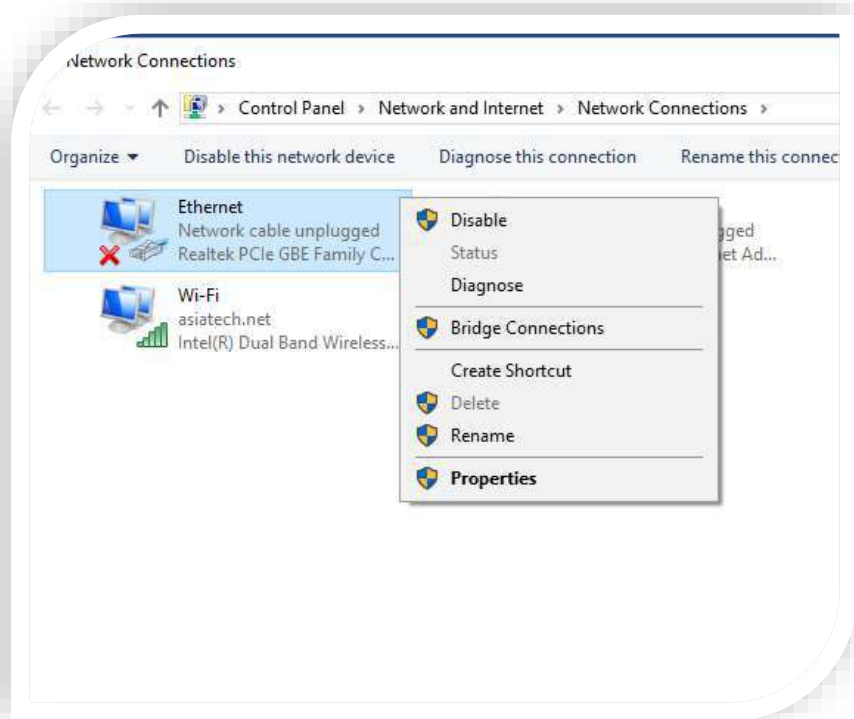 Network Connections
Control Panel > Network and Internet > Network Connections >
Organize Disable this network device Diagnose this connection Rename this connec
Ethernet
Network cable unplugged
Realtek PCIe GBE Family C...
gged
et Ad...
Wi-Fi
asiatech.net
Intel(R) Dual Band Wireless...
Disable
Status
Diagnose
Bridge Connections
Create Shortcut
Delete
Rename
Properties